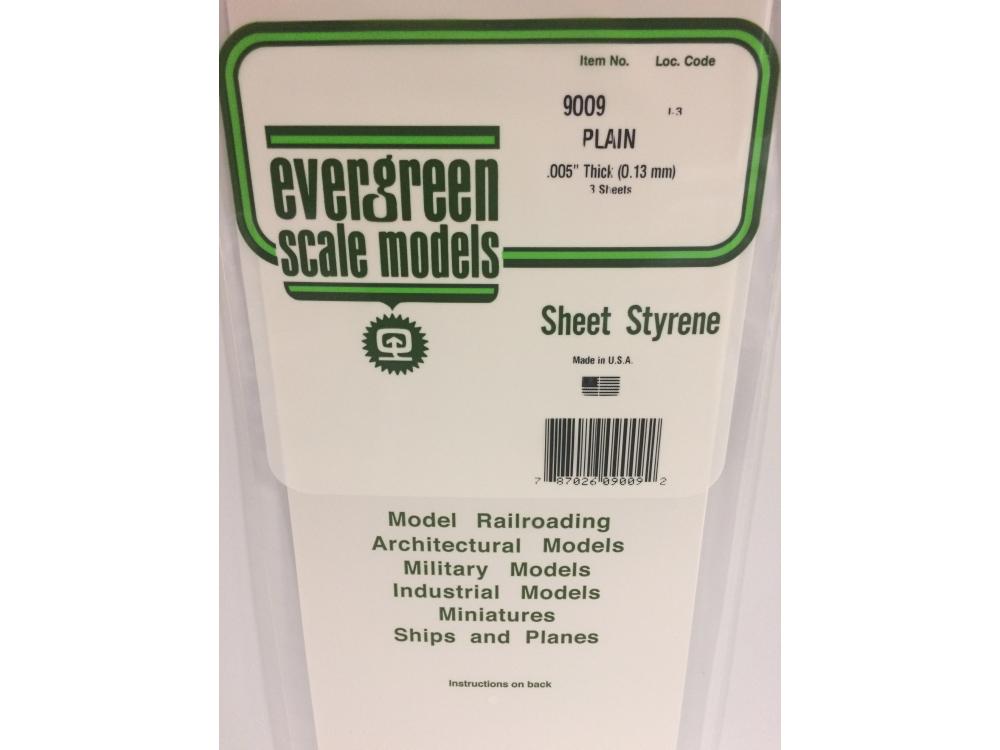 Item No. Loc. Code
9009 L3
PLAIN
.005" Thick (0.13 mm)
3 Sheets
evergreen
scale models
Sheet Styrene
Made in U.S.A.
7 87026 09009 2
Model Railroading
Architectural Models
Military Models
Industrial Models
Miniatures
Ships and Planes
Instructions on back